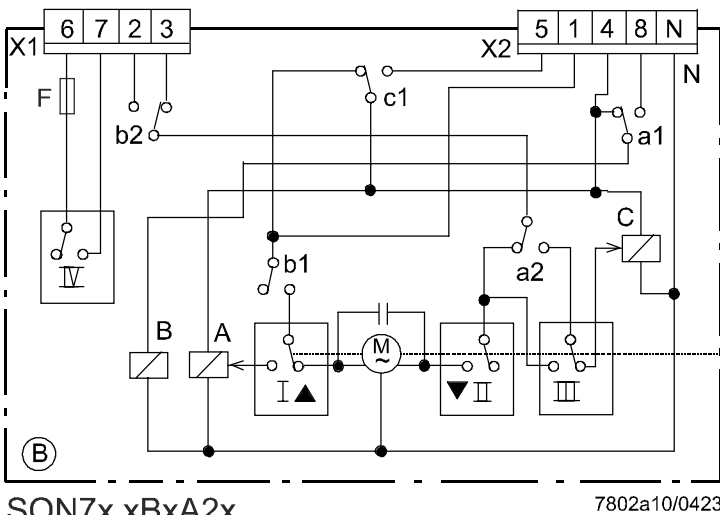 6 7 2 3
5 1 4 8 N
X1
X2
N
F
c1
b2
a1
C
b1
a2
IV
B
A
M
~
I
II
III
B
SQN7x.xBxA2x
7802a10/0423